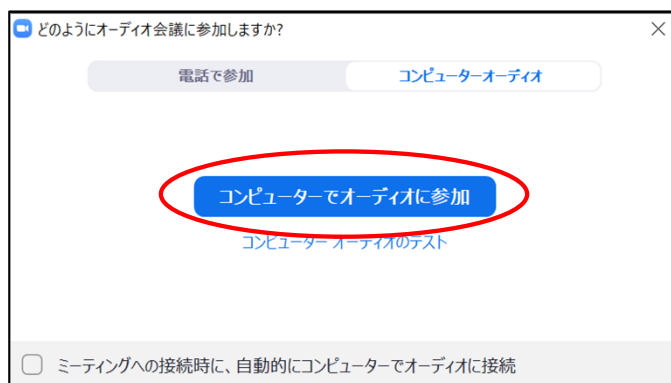 どのようにオーディオ会議に参加しますか?
電話で参加
コンピューターオーディオ
コンピューターでオーディオに参加
コンピューター オーディオのテスト
ミーティングへの接続時に、自動的にコンピューターでオーディオに接続